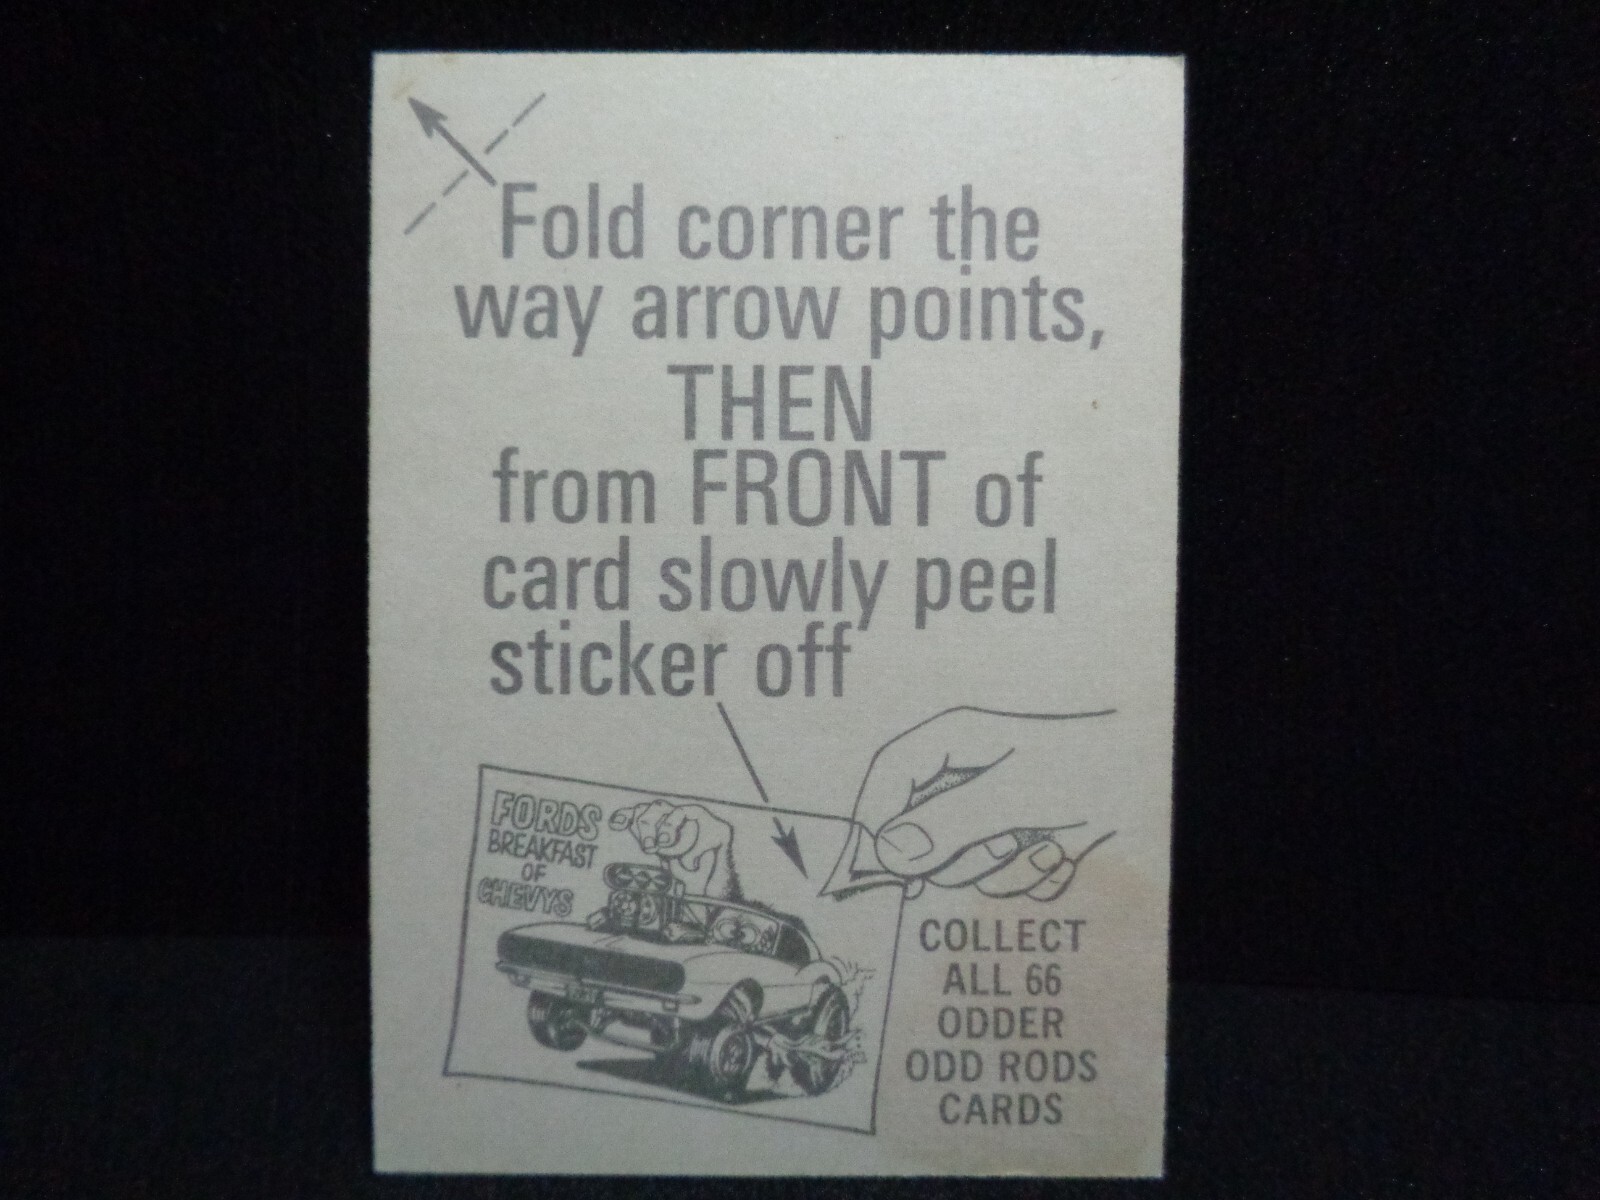 Fold corner the
way arrow points,
THEN
from FRONT of
card slowly peel
sticker off
FORDS
BREAKFAST
OF
CHEVYS
COLLECT
ALL 66
ODDER
ODD RODS
CARDS